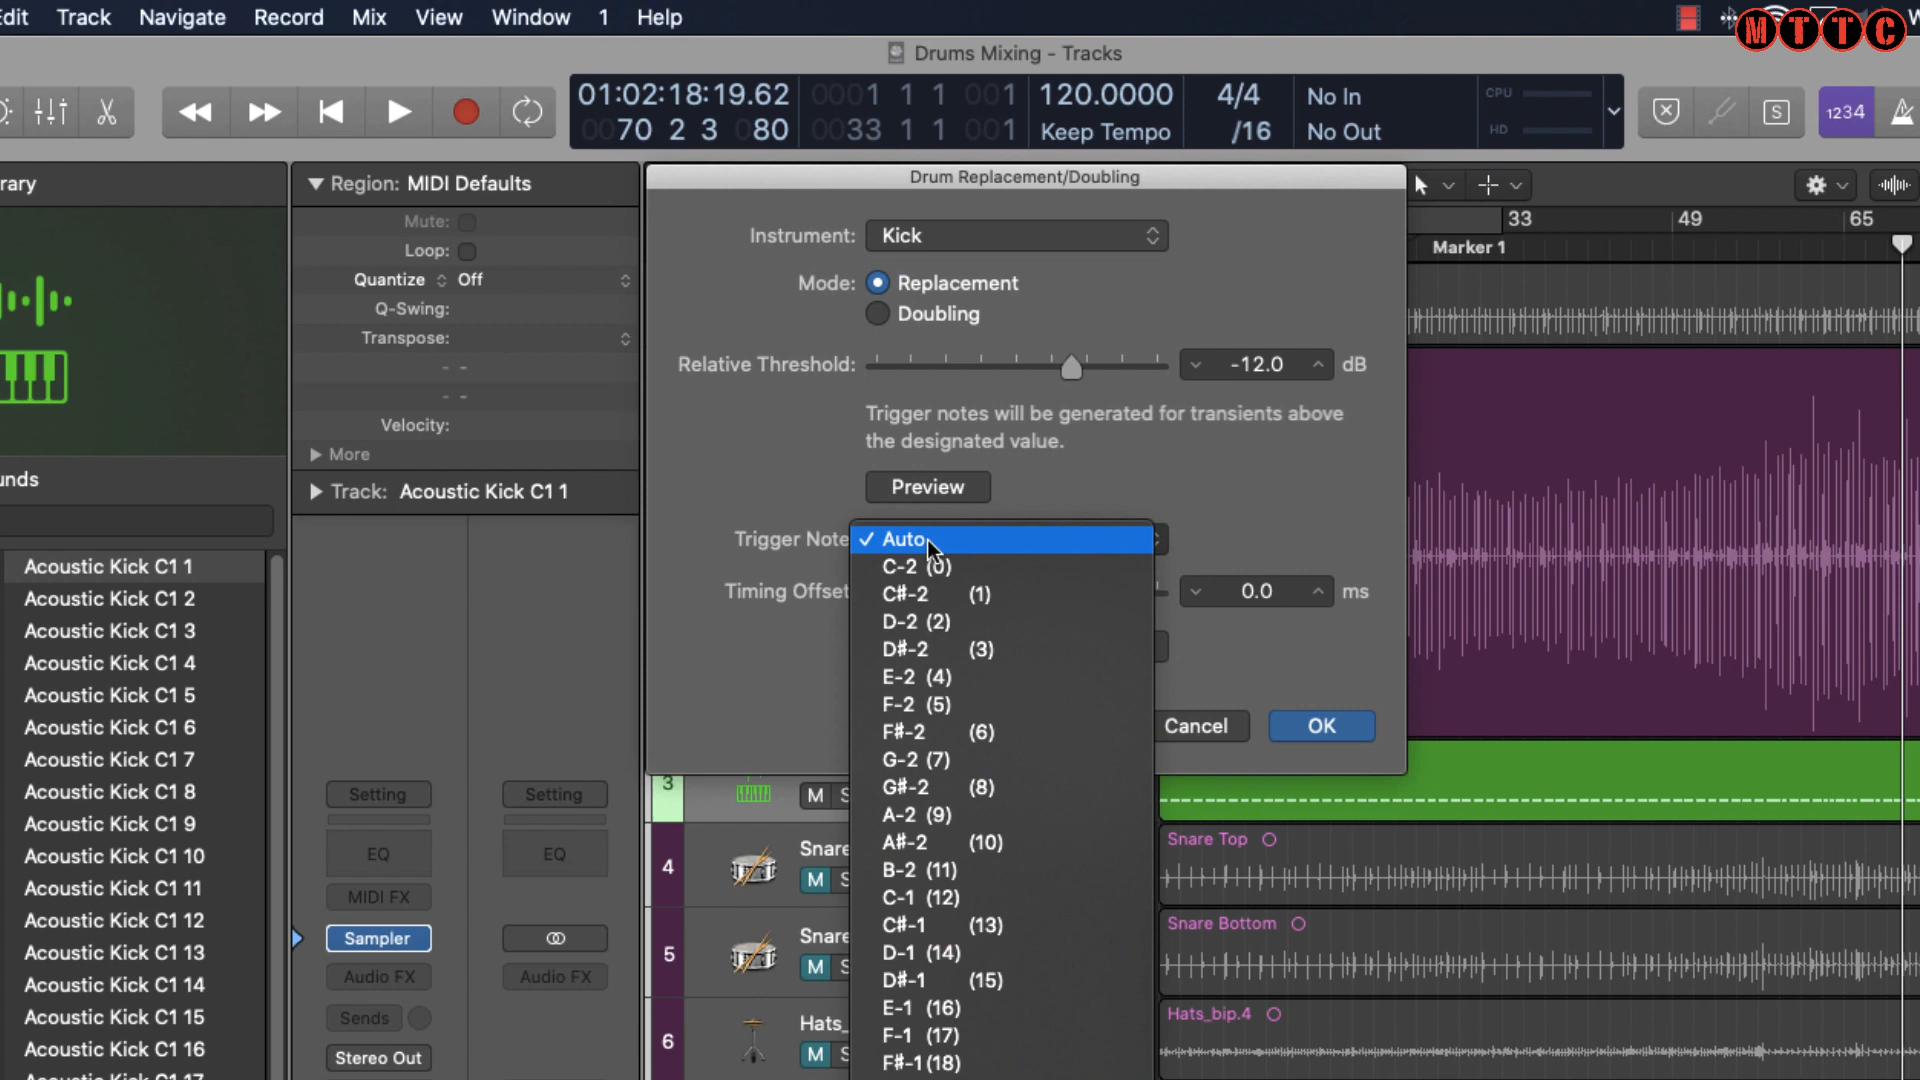 Edit Track Navigate Record Mix View Window 1 Help
MTTC
Drums Mixing - Tracks
01:02:18:19.62 0001 1 1 001 120.0000 4/4 No In CPU
0070 2 3 080 0033 1 1 001 Keep Tempo /16 No Out HD
S 1234
rary
Region: MIDI Defaults
Drum Replacement/Doubling
33 49 65
Marker 1
Mute:
Loop:
Quantize Off
Q-Swing:
Transpose:
- -
- -
Velocity:
More
Track: Acoustic Kick C1 1
Instrument: Kick
Mode: Replacement
Doubling
Relative Threshold: -12.0 dB
Trigger notes will be generated for transients above
the designated value.
Preview
Trigger Note
Timing Offset 0.0 ms
✓ Auto
C-2 (0)
C#-2 (1)
D-2 (2)
D#-2 (3)
E-2 (4)
F-2 (5)
F#-2 (6)
G-2 (7)
G#-2 (8)
A-2 (9)
A#-2 (10)
B-2 (11)
C-1 (12)
C#-1 (13)
D-1 (14)
D#-1 (15)
E-1 (16)
F-1 (17)
F#-1 (18)
Cancel OK
unds
Acoustic Kick C1 1
Acoustic Kick C1 2
Acoustic Kick C1 3
Acoustic Kick C1 4
Acoustic Kick C1 5
Acoustic Kick C1 6
Acoustic Kick C1 7
Acoustic Kick C1 8
Acoustic Kick C1 9
Acoustic Kick C1 10
Acoustic Kick C1 11
Acoustic Kick C1 12
Acoustic Kick C1 13
Acoustic Kick C1 14
Acoustic Kick C1 15
Acoustic Kick C1 16
Setting Setting
EQ EQ
MIDI FX
Sampler
Audio FX Audio FX
Sends
Stereo Out
3 M S
4 Snare
M S
5 Snare
M S
6 Hats_
M S
Snare Top
Snare Bottom
Hats_bip.4